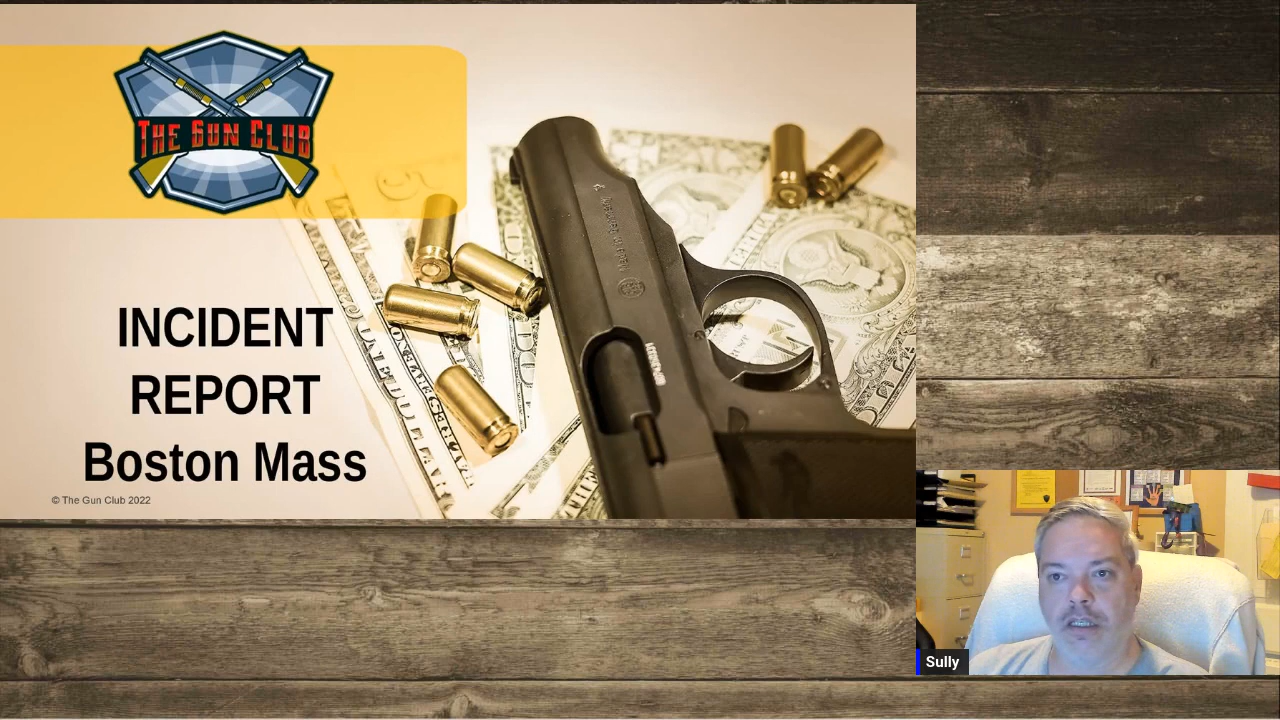 THE GUN CLUB
INCIDENT
REPORT
Boston Mass
© The Gun Club 2022
Sully